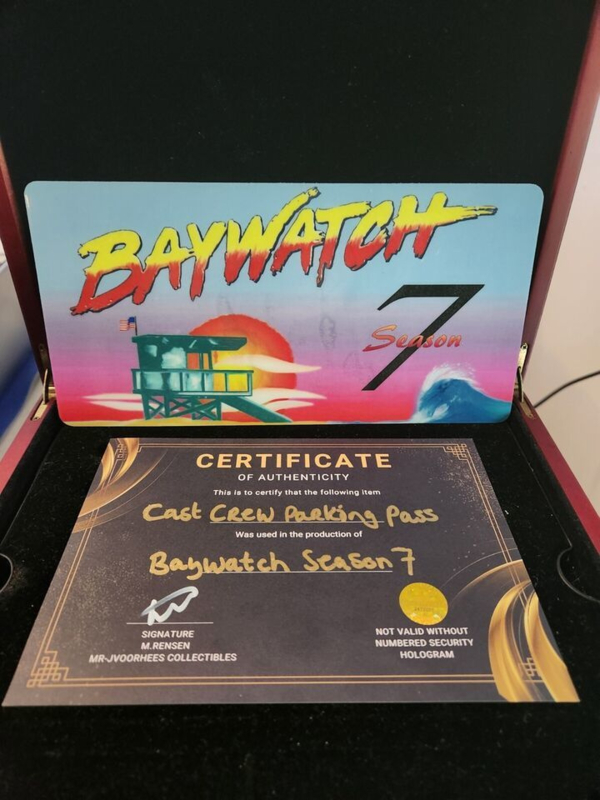 BAYWATCH
Season
7
CERTIFICATE
OF AUTHENTICITY
This is to certify that the following item
Cast CREW Parking Pass
Was used in the production of
Baywatch Season 7
SIGNATURE
M.RENSEN
MR-JVOORHEES COLLECTIBLES
NOT VALID WITHOUT
NUMBERED SECURITY
HOLOGRAM